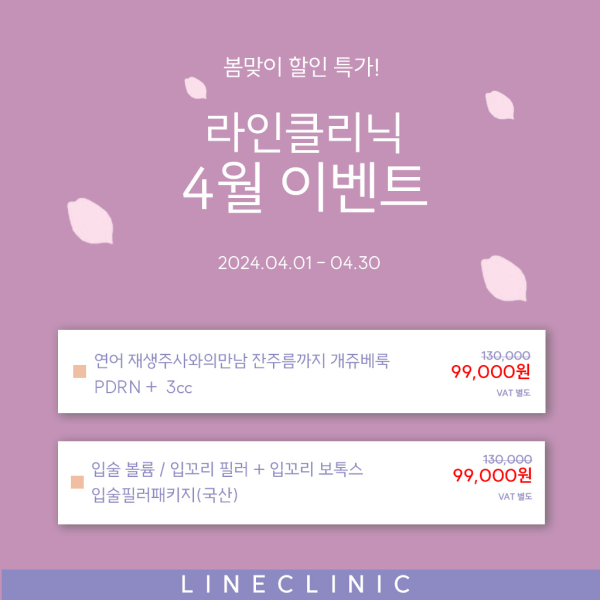 봄맞이 할인 특가!
라인클리닉
4월 이벤트
2024.04.01 - 04.30
연어 재생주사와의만남 잔주름까지 개쥬베룩
PDRN + 3cc
130,000
99,000원
VAT 별도
입술 볼륨 / 입꼬리 필러 + 입꼬리 보톡스
입술필러패키지(국산)
130,000
99,000원
VAT 별도
LINECLINIC